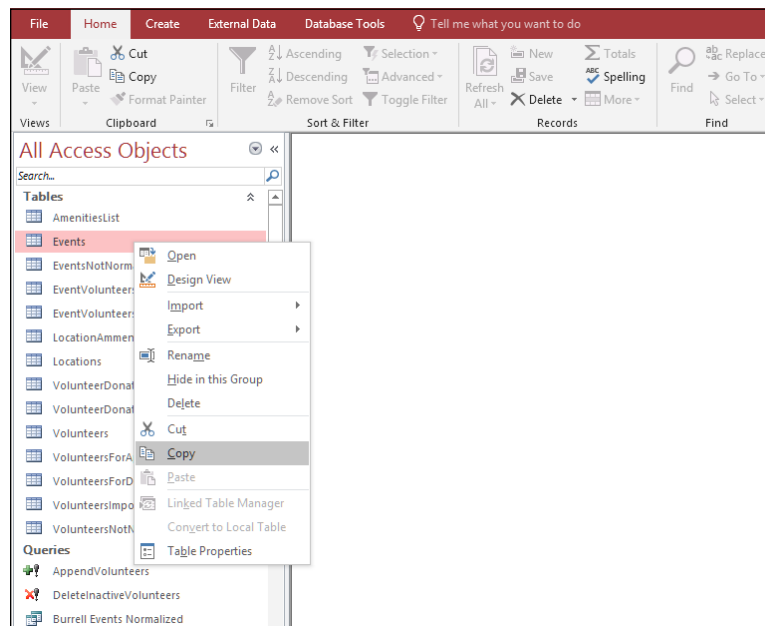 File Home Create External Data Database Tools Tell me what you want to do
View
Views
Paste
Cut
Copy
Format Painter
Clipboard
Filter
Ascending
Descending
Remove Sort
Selection
Advanced
Toggle Filter
Sort & Filter
Refresh
All
New
Save
Delete
Totals
Spelling
More
Records
Find
Replace
Go To
Select
Find
All Access Objects
Search...
Tables
AmenitiesList
Events
EventsNotNorm
EventVolunteer
EventVolunteer
LocationAmmen
Locations
VolunteerDonat
VolunteerDonat
Volunteers
VolunteersForA
VolunteersForD
VolunteersImpo
VolunteersNotN
Queries
AppendVolunteers
DeleteInactiveVolunteers
Burrell Events Normalized
Open
Design View
Import
Export
Rename
Hide in this Group
Delete
Cut
Copy
Paste
Linked Table Manager
Convert to Local Table
Table Properties